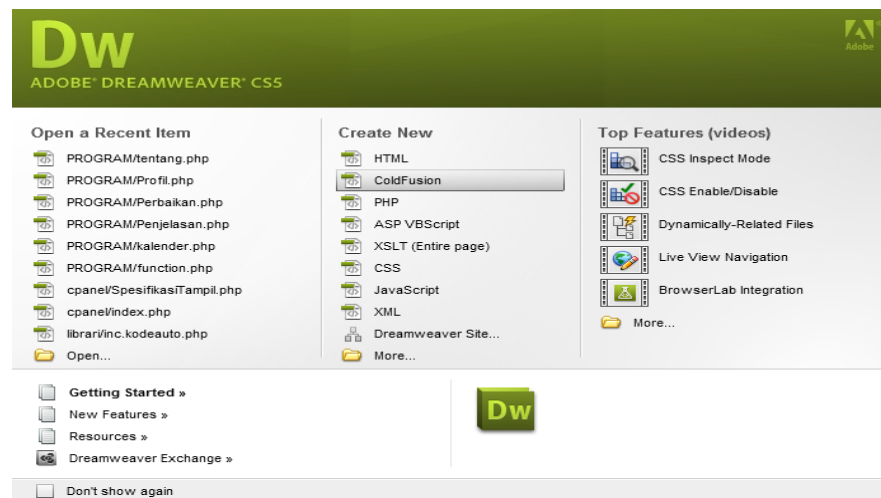 Dw
Adobe
ADOBE® DREAMWEAVER® CS5
Open a Recent Item
PROGRAM/tentang.php
PROGRAM/Profil.php
PROGRAM/Perbaikan.php
PROGRAM/Penjelasan.php
PROGRAM/kalender.php
PROGRAM/function.php
cpanel/SpesifikasiTampil.php
cpanel/index.php
librari/inc.kodeauto.php
Open...
Create New
HTML
ColdFusion
PHP
ASP VBScript
XSLT (Entire page)
CSS
JavaScript
XML
Dreamweaver Site...
More...
Top Features (videos)
CSS Inspect Mode
CSS Enable/Disable
Dynamically-Related Files
Live View Navigation
BrowserLab Integration
More...
Getting Started »
New Features »
Resources »
Dreamweaver Exchange »
Dw
Don't show again